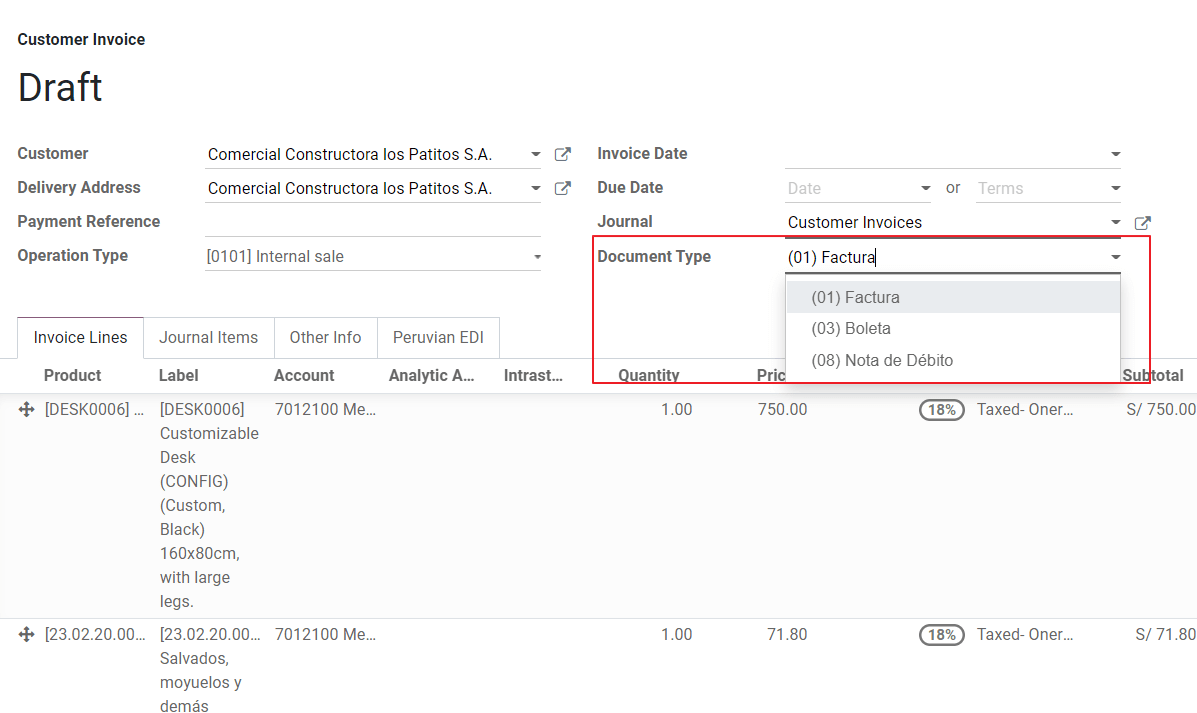 Customer Invoice
Draft
Customer Comercial Constructora los Patitos S.A. Invoice Date
Delivery Address Comercial Constructora los Patitos S.A. Due Date Date or Terms
Payment Reference Journal Customer Invoices
Operation Type [0101] Internal sale Document Type (01) Factura
(01) Factura
(03) Boleta
(08) Nota de Débito
Invoice Lines Journal Items Other Info Peruvian EDI
Product Label Account Analytic A... Intrast... Quantity Pric Subtotal
[DESK0006] ... [DESK0006] 7012100 Me... 1.00 750.00 18% Taxed- Oner... S/ 750.00
Customizable
Desk
(CONFIG)
(Custom,
Black)
160x80cm,
with large
legs.
[23.02.20.00... [23.02.20.00... 7012100 Me... 1.00 71.80 18% Taxed- Oner... S/ 71.80
Salvados,
moyuelos y
demás